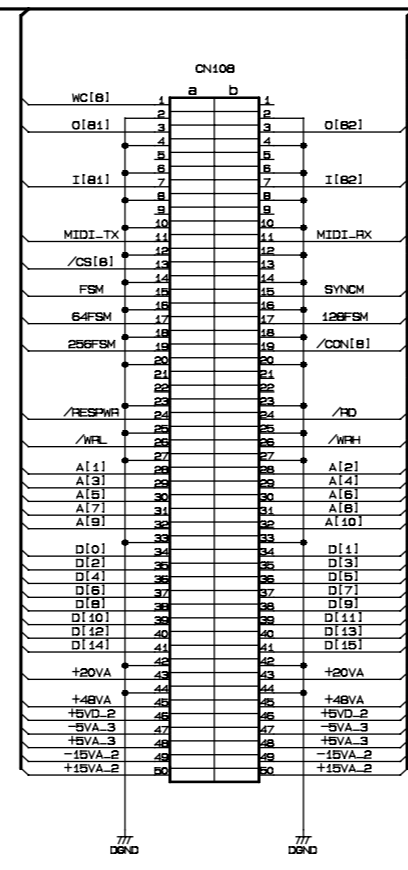 CN108
a b
WC[8] 1 1
2 2
O[81] 3 3 O[82]
4 4
5 5
6 6
I[81] 7 7 I[82]
8 8
9 9
10 10
MIDI_TX 11 11 MIDI_RX
12 12
/CS[8] 13 13
14 14
FSM 15 15 SYNCM
16 16
64FSM 17 17 128FSM
18 18
256FSM 19 19 /CON[8]
20 20
21 21
22 22
23 23
/RESPWR 24 24 /RD
25 25
/WRL 26 26 /WRH
27 27
A[1] 28 28 A[2]
A[3] 29 29 A[4]
A[5] 30 30 A[6]
A[7] 31 31 A[8]
A[9] 32 32 A[10]
33 33
D[0] 34 34 D[1]
D[2] 35 35 D[3]
D[4] 36 36 D[5]
D[6] 37 37 D[7]
D[8] 38 38 D[9]
D[10] 39 39 D[11]
D[12] 40 40 D[13]
D[14] 41 41 D[15]
42 42
+20VA 43 43 +20VA
44 44
+48VA 45 45 +48VA
+5VD_2 46 46 +5VD_2
-5VA_3 47 47 -5VA_3
+5VA_3 48 48 +5VA_3
-15VA_2 49 49 -15VA_2
+15VA_2 50 50 +15VA_2
DGND DGND